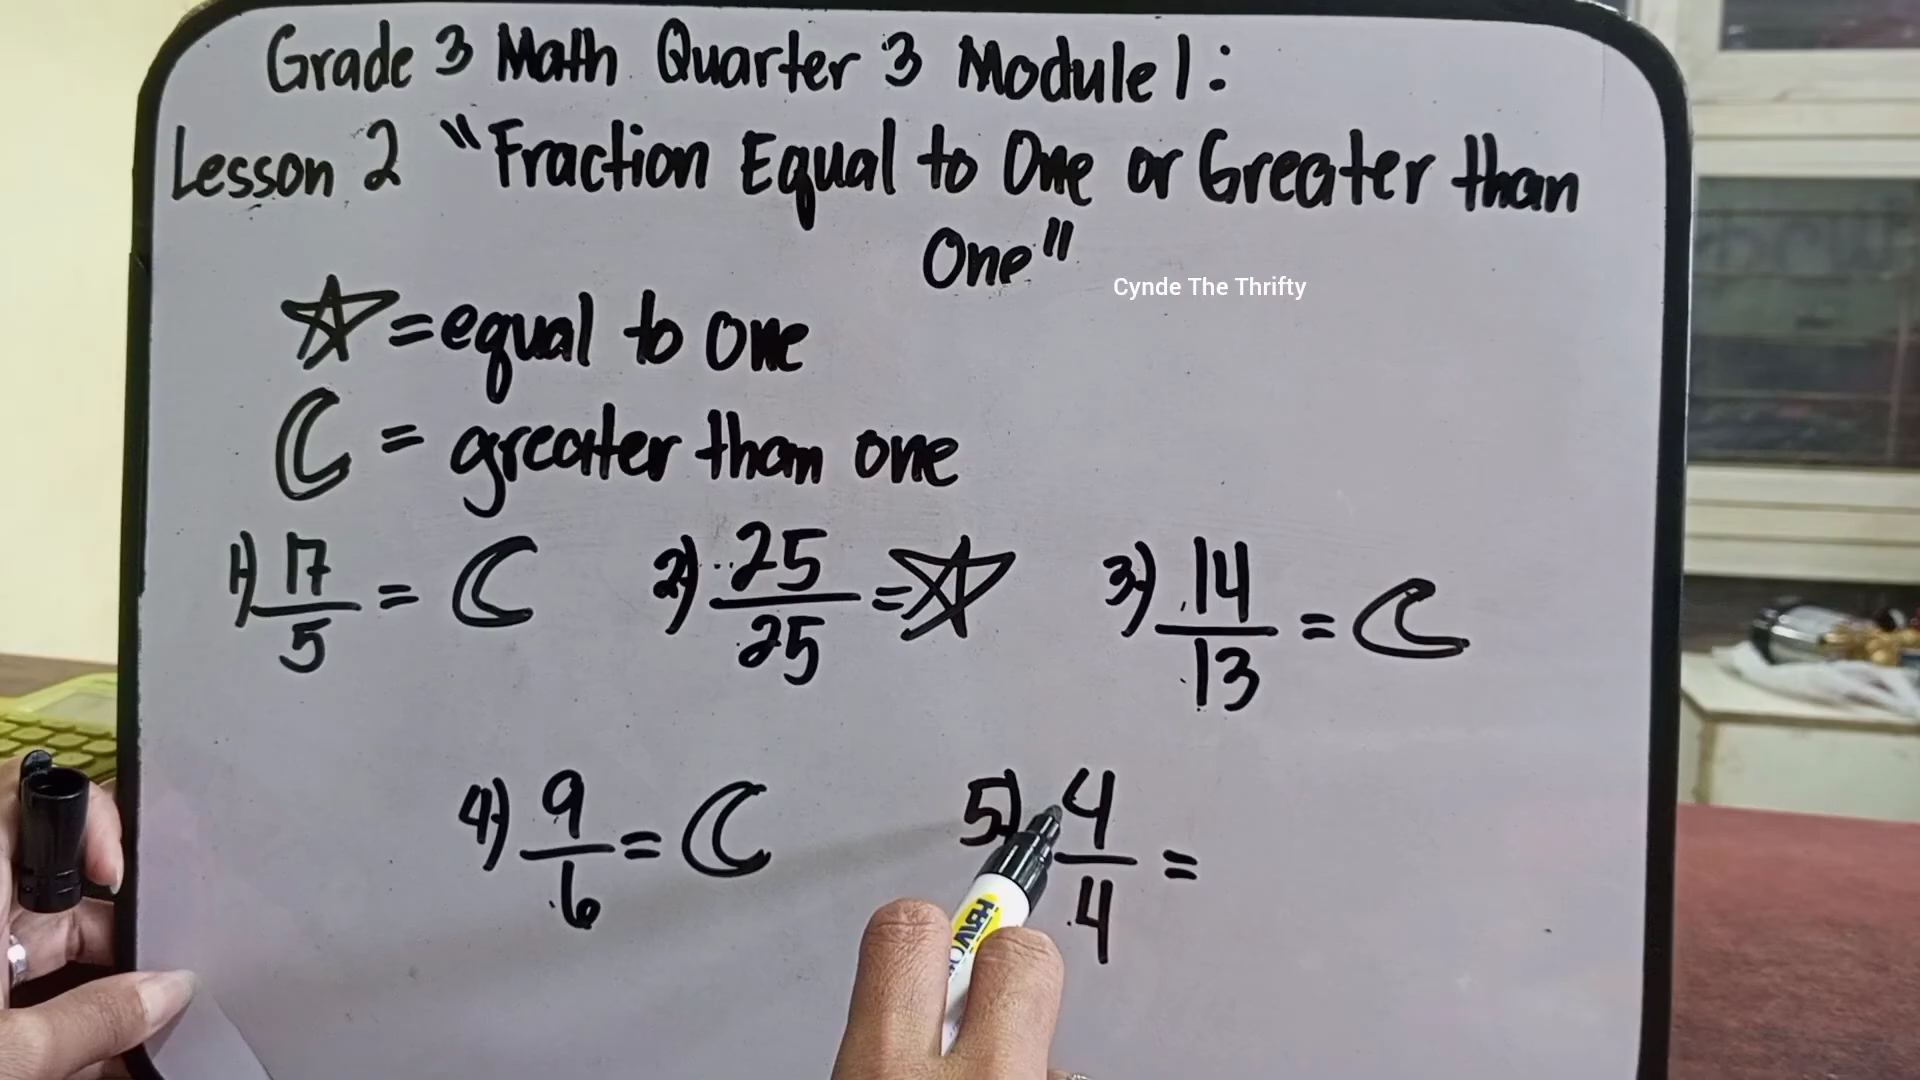 Grade 3 Math Quarter 3 Module 1:
Lesson 2 "Fraction Equal to One or Greater than
One"
Cynde The Thrifty
= equal to one
= greater than one
1) 17/5 = 2) 25/25 = 3) 14/13 =
4) 9/6 = 5) 4/4 =